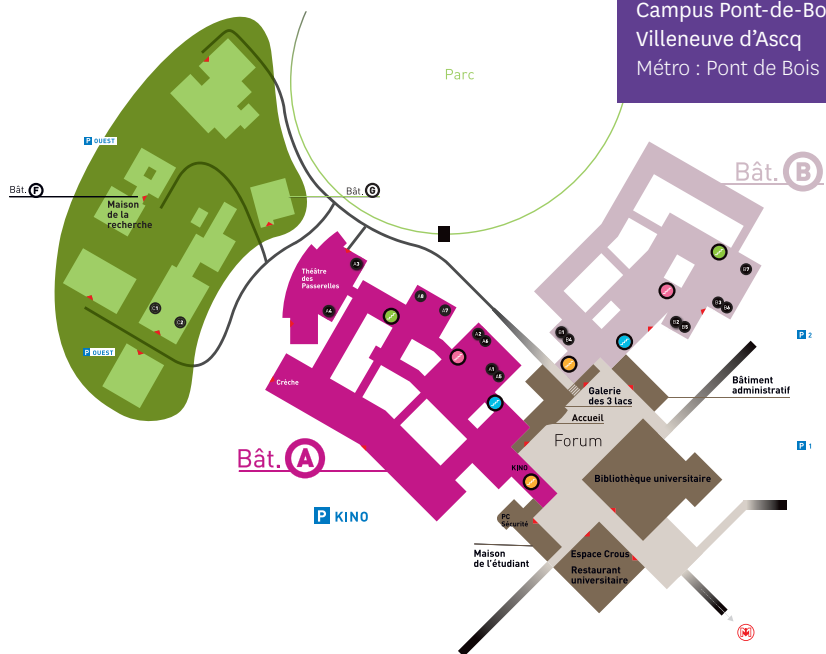 Campus Pont-de-Bo
Villeneuve d'Ascq
Métro : Pont de Bois
Parc
P OUEST
Bât. B
Bât. F
Bât. G
Maison
de la
recherche
A3
Théâtre
des
Passerelles
A4
A8
A7
A2
A6
A1
A5
B7
B3
B6
B2
B5
B1
B4
C1
C2
P 2
P OUEST
Crèche
Galerie
des 3 lacs
Bâtiment
administratif
Accueil
Forum
P 1
Bât. A
KINO
Bibliothèque universitaire
P KINO
PC
Sécurité
Maison
de l'étudiant
Espace Crous
Restaurant
universitaire
M